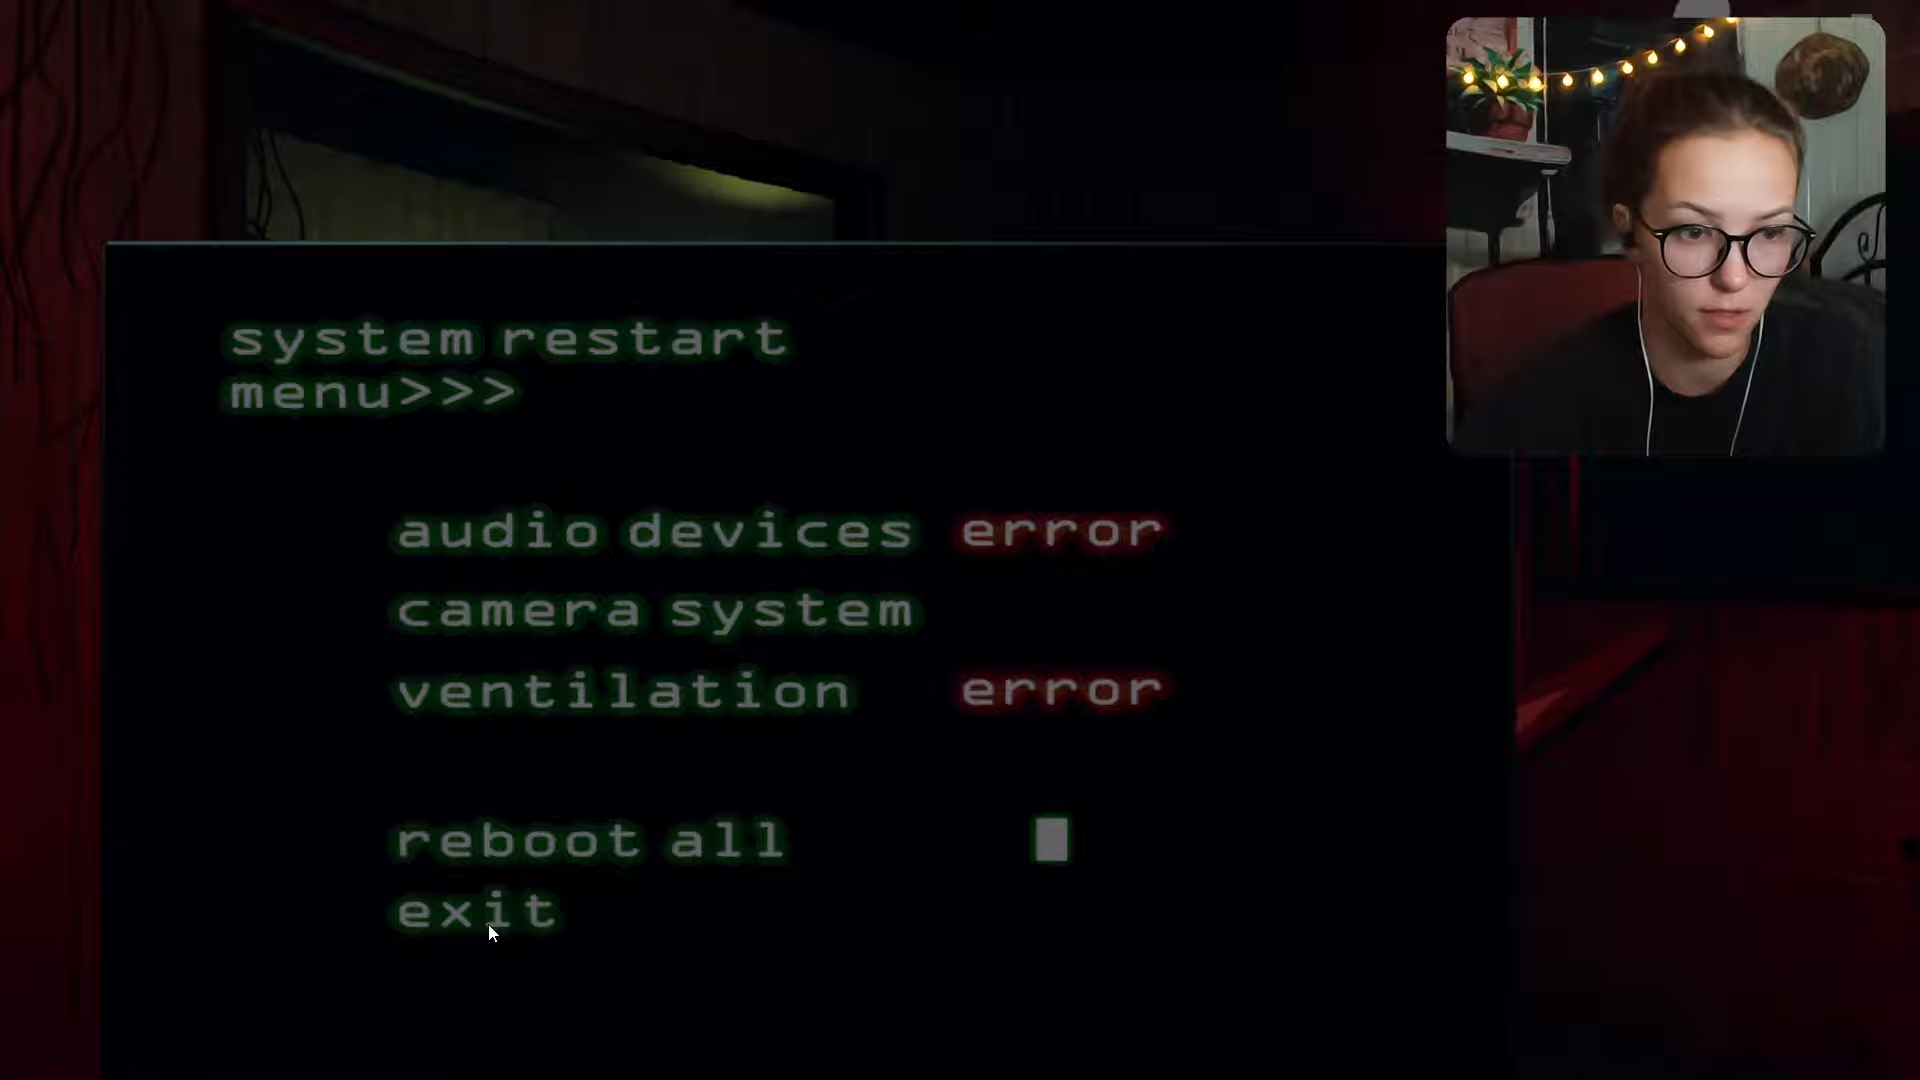 system restart
menu>>>
audio devices error
camera system
ventilation error
reboot all
exit